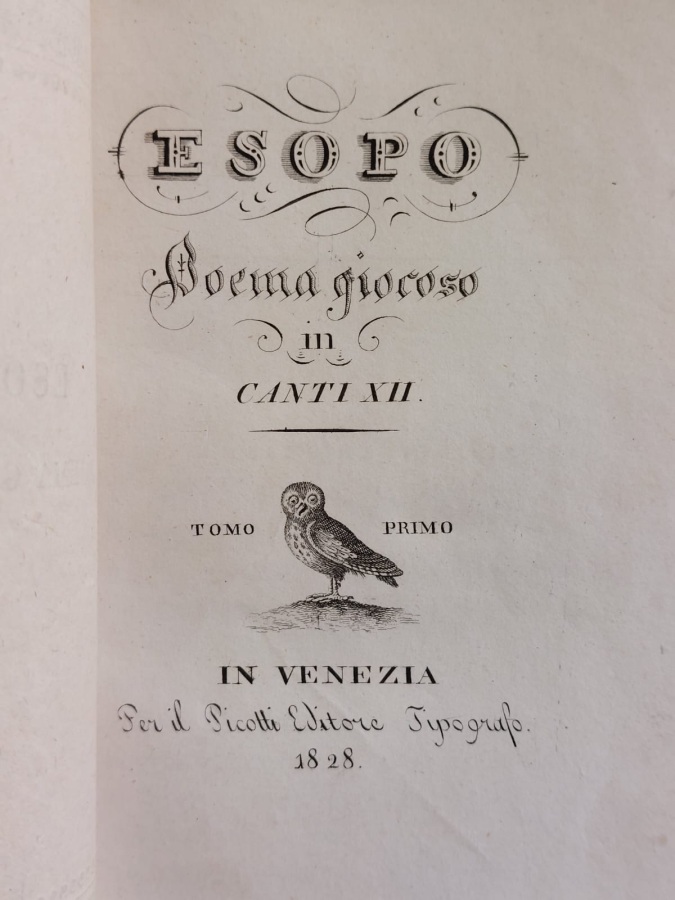 ESOPO
Poema giocoso
in
CANTI XII.
TOMO PRIMO
IN VENEZIA
Per il Picotti Editore Tipografo.
1828.